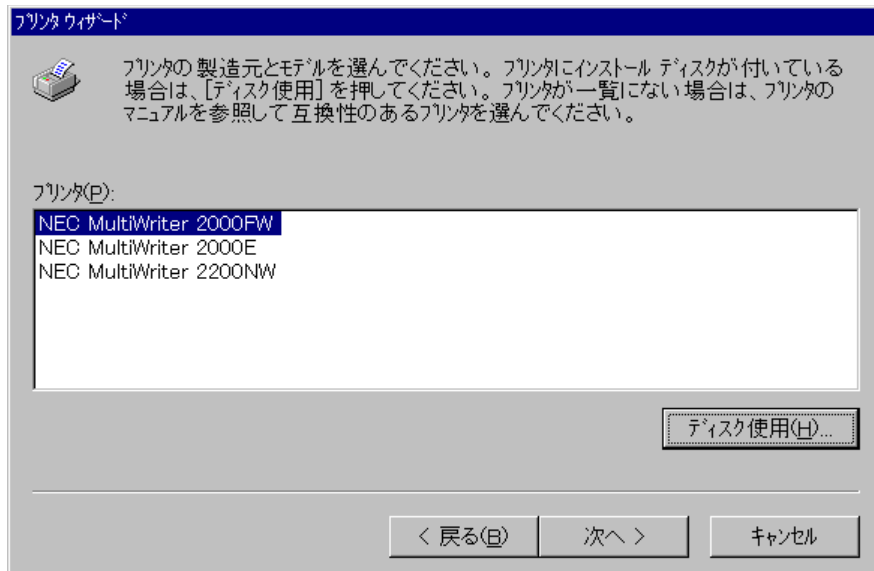 プリンタ ウィザード
プリンタの製造元とモデルを選んでください。プリンタにインストール ディスクが付いている
場合は、[ディスク使用] を押してください。プリンタが一覧にない場合は、プリンタの
マニュアルを参照して互換性のあるプリンタを選んでください。
プリンタ(P):
NEC MultiWriter 2000FW
NEC MultiWriter 2000E
NEC MultiWriter 2200NW
ディスク使用(H)...
< 戻る(B) 次へ > キャンセル